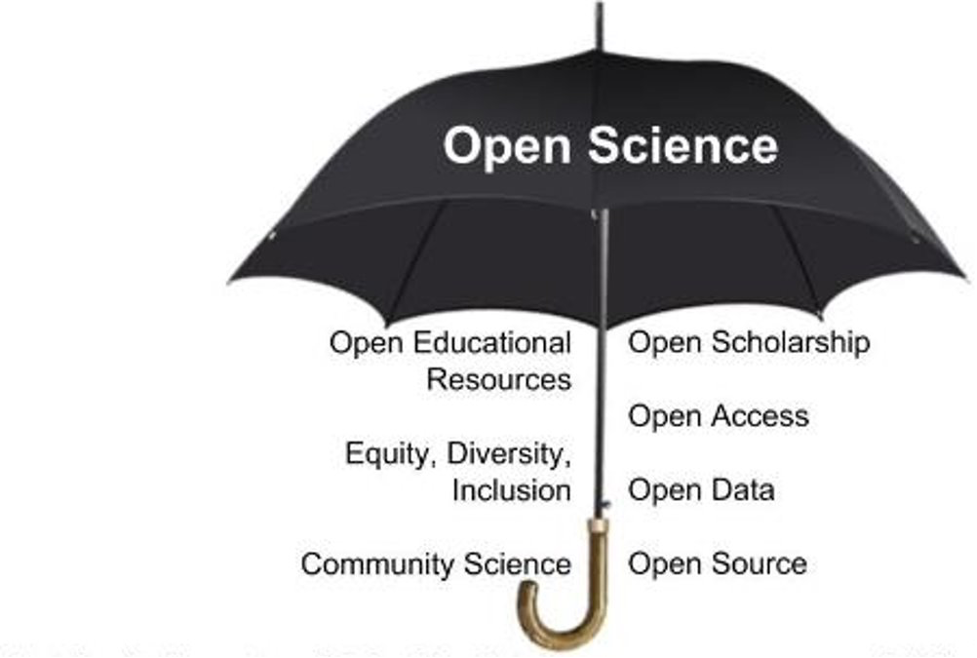 Open Science
Open Educational
Resources
Equity, Diversity,
Inclusion
Community Science
Open Scholarship
Open Access
Open Data
Open Source